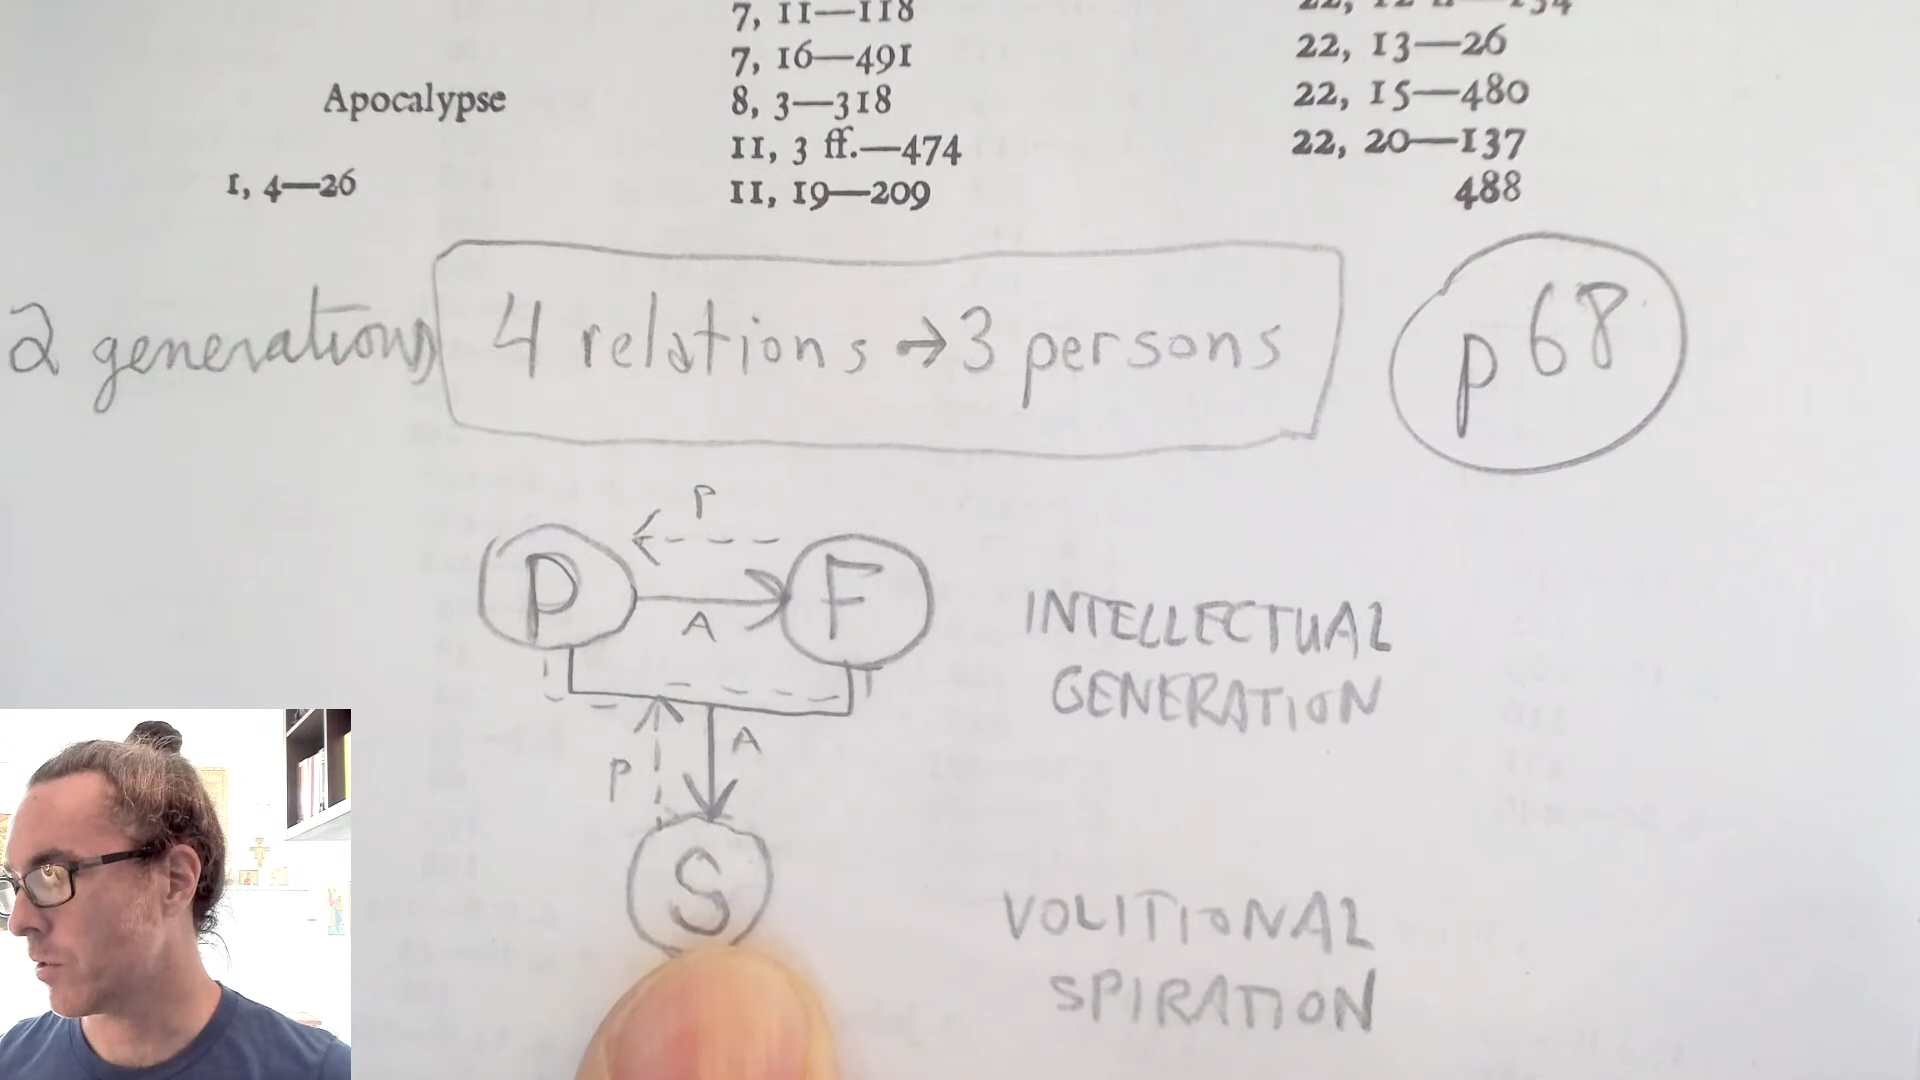 7, 11—118
7, 16—491
Apocalypse
8, 3—318
11, 3 ff.—474
1, 4—26
11, 19—209
22, 13—26
22, 15—480
22, 20—137
488
2 generations
4 relations → 3 persons
p 68
P
P
F
A
A
P
S
INTELLECTUAL
GENERATION
VOLITIONAL
SPIRATION